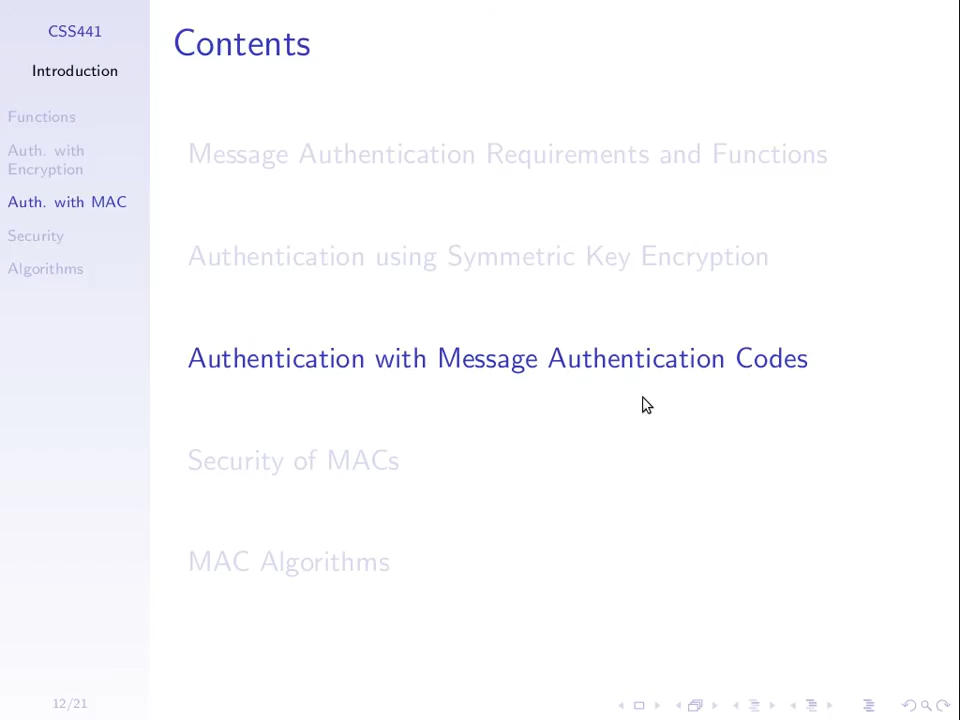 CSS441
Introduction
Functions
Auth. with
Encryption
Auth. with MAC
Security
Algorithms
12/21
Contents
Message Authentication Requirements and Functions
Authentication using Symmetric Key Encryption
Authentication with Message Authentication Codes
Security of MACs
MAC Algorithms